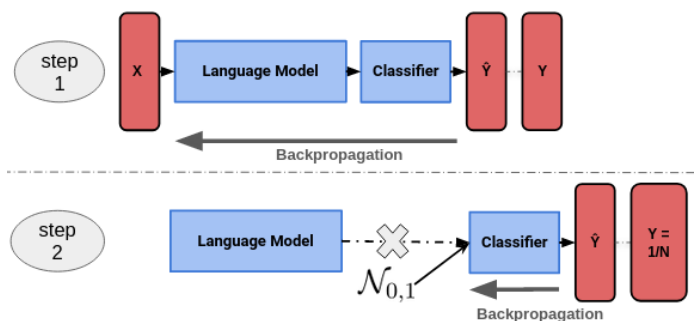 step
1
X
Language Model
Classifier
Ŷ
Y
Backpropagation
step
2
Language Model
Classifier
Ŷ
Y =
1/N
𝒩0,1
Backpropagation